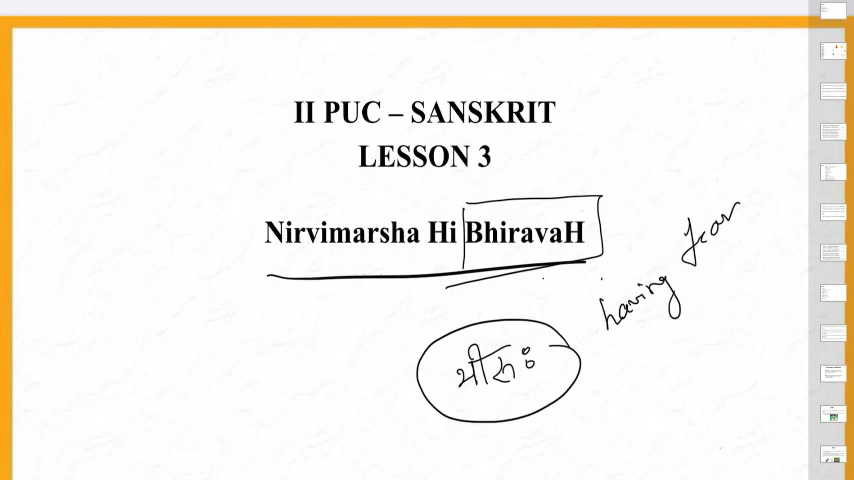 II PUC – SANSKRIT
LESSON 3
Nirvimarsha Hi BhiravaH
having fear
भीरुः